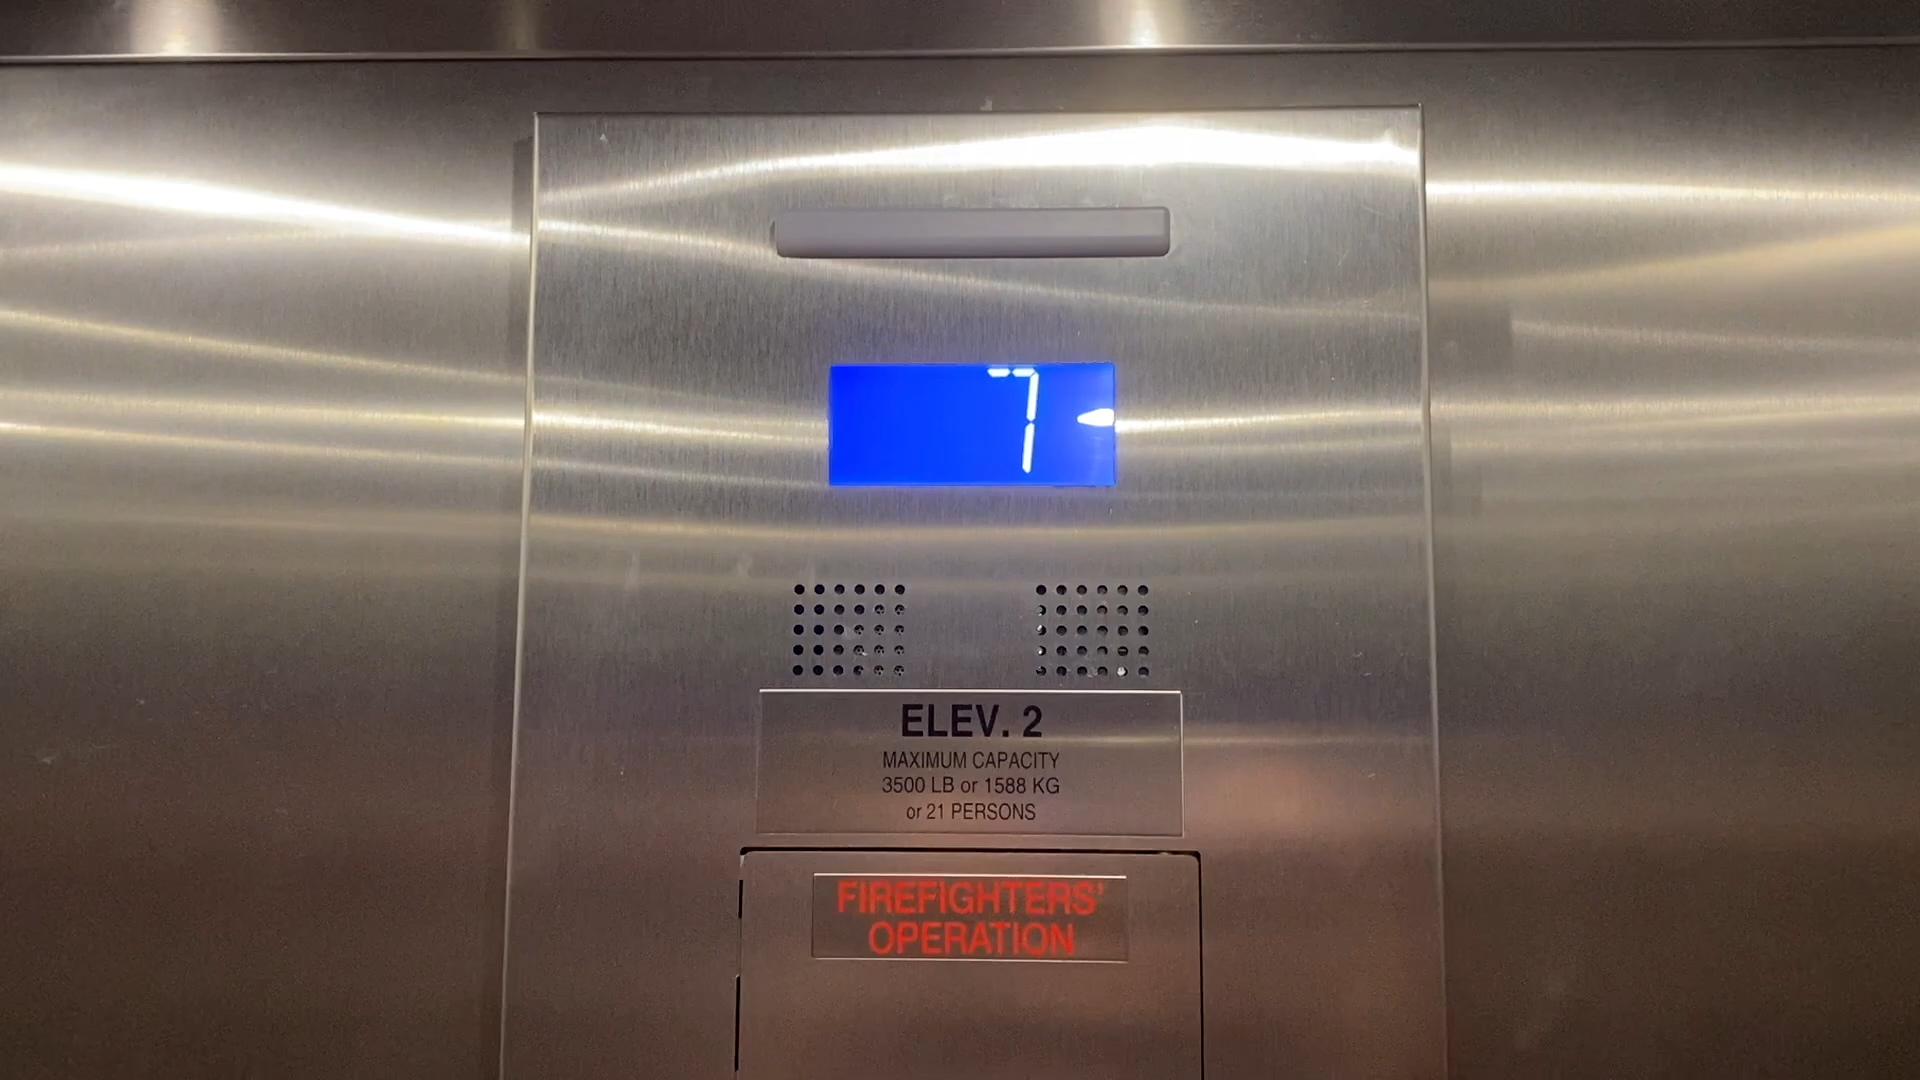 7
ELEV. 2
MAXIMUM CAPACITY
3500 LB or 1588 KG
or 21 PERSONS
FIREFIGHTERS'
OPERATION